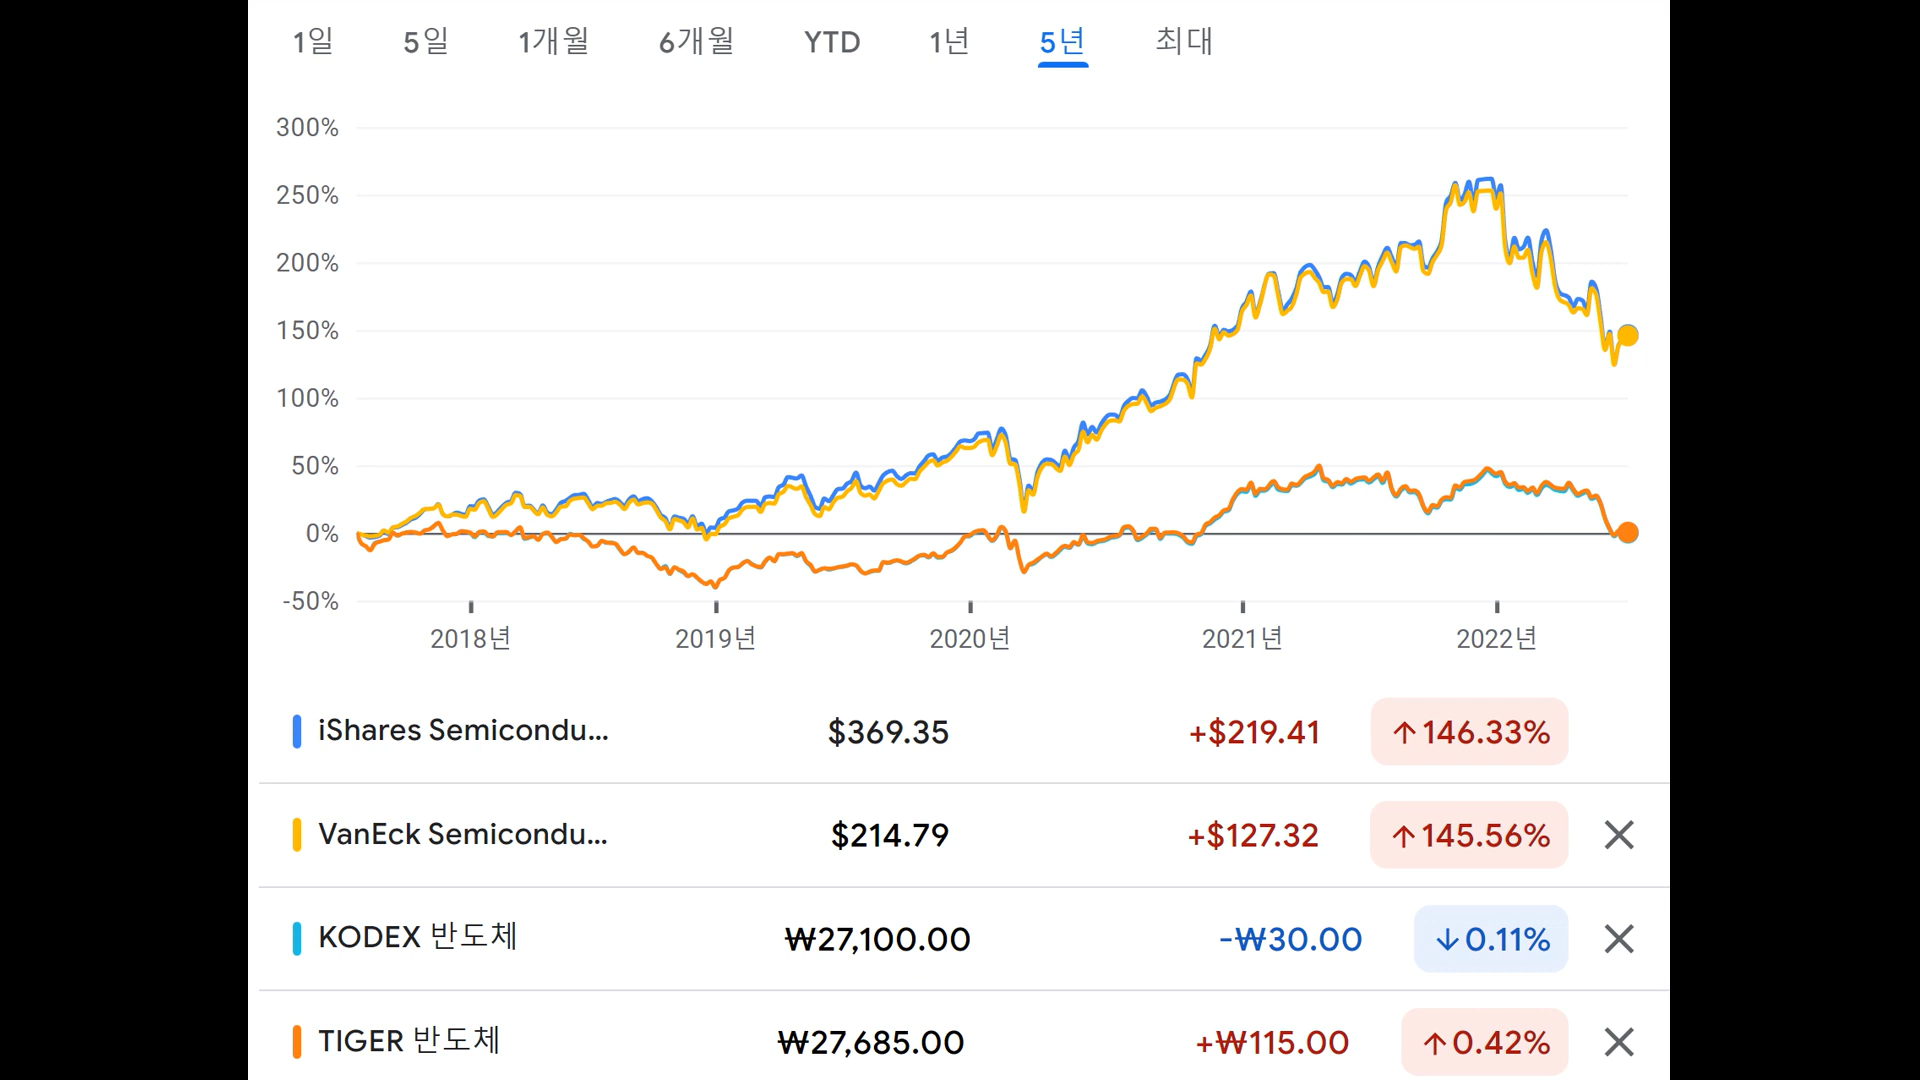 1일 5일 1개월 6개월 YTD 1년 5년 최대
300%
250%
200%
150%
100%
50%
0%
-50%
2018년 2019년 2020년 2021년 2022년
iShares Semicondu... $369.35 +$219.41 ↑146.33%
VanEck Semicondu... $214.79 +$127.32 ↑145.56%
KODEX 반도체 ₩27,100.00 -₩30.00 ↓0.11%
TIGER 반도체 ₩27,685.00 +₩115.00 ↑0.42%